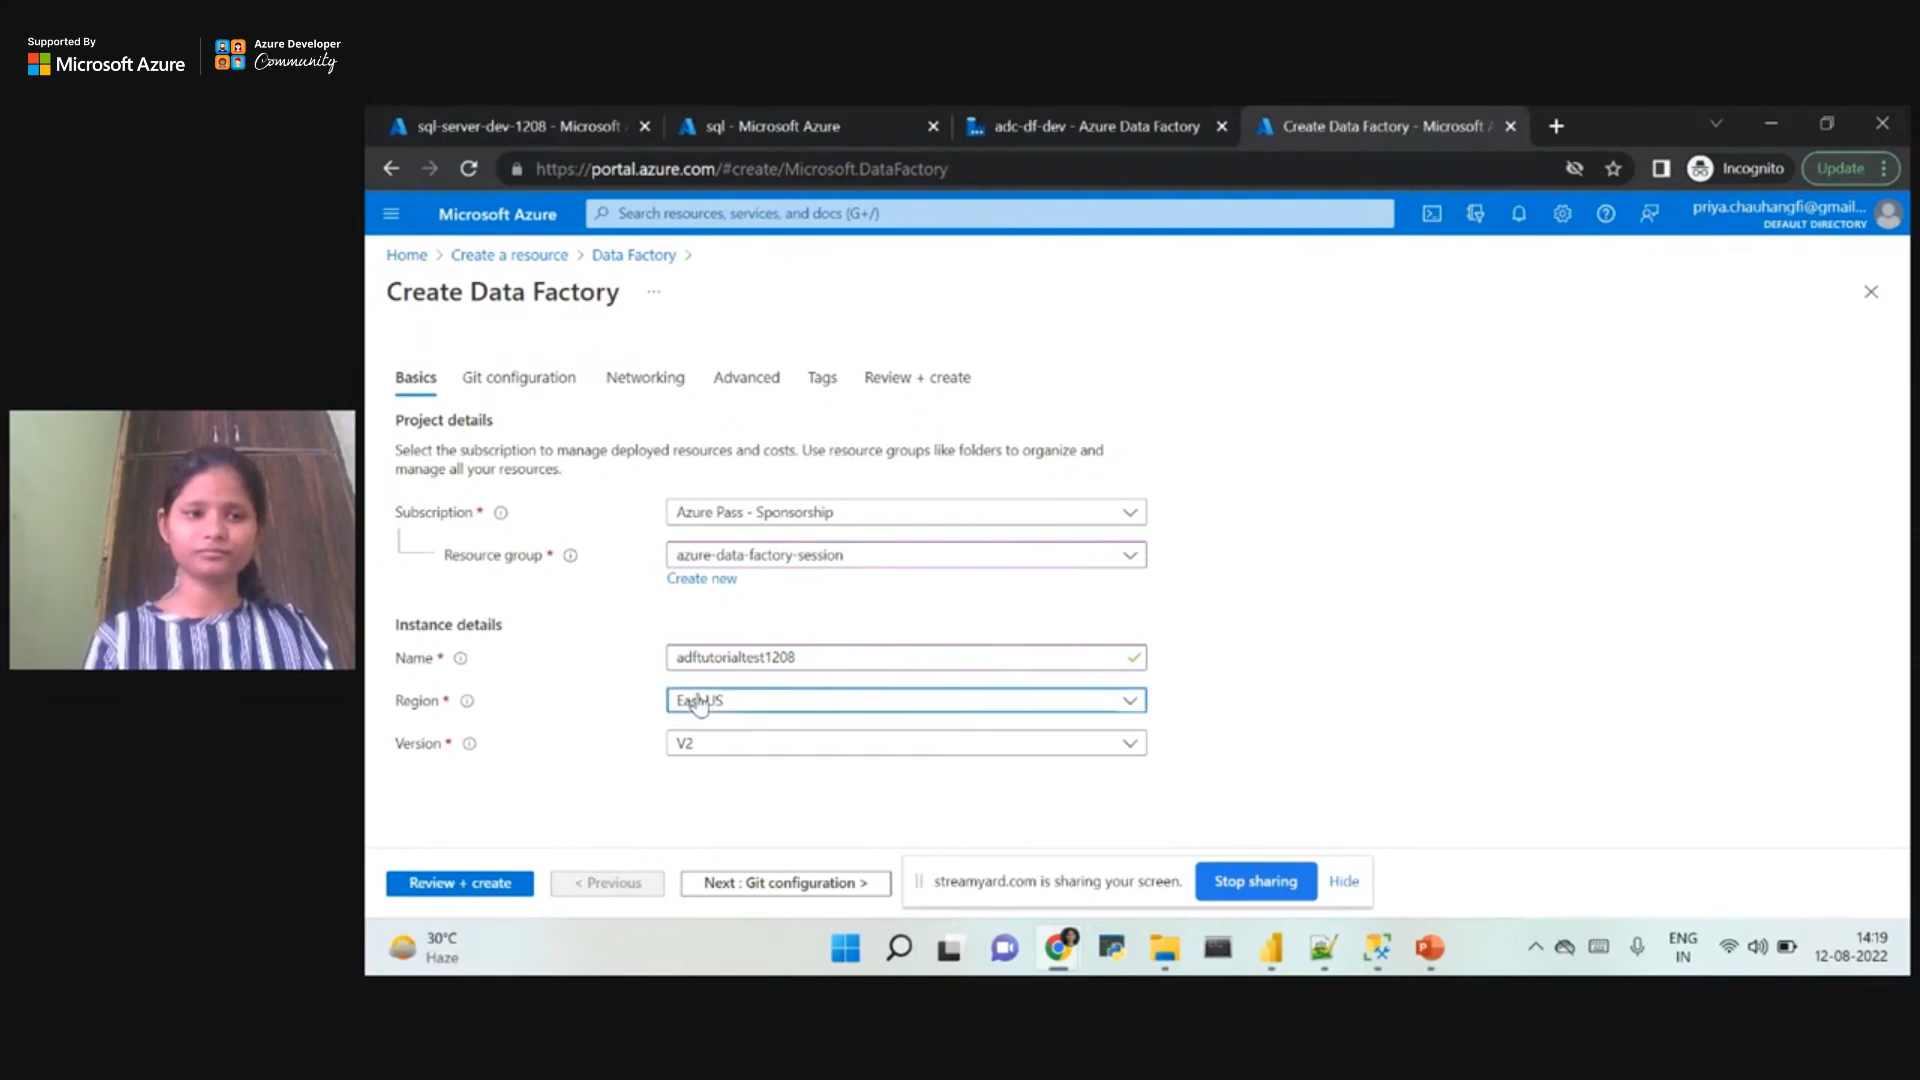 Supported By
Microsoft Azure
Azure Developer
Community
sql-server-dev-1208 - Microsoft
sql - Microsoft Azure
adc-df-dev - Azure Data Factory
Create Data Factory - Microsoft
https://portal.azure.com/#create/Microsoft.DataFactory
Incognito
Update
Microsoft Azure
Search resources, services, and docs (G+/)
priya.chauhangfi@gmail...
DEFAULT DIRECTORY
Home > Create a resource > Data Factory >
Create Data Factory ...
Basics
Git configuration
Networking
Advanced
Tags
Review + create
Project details
Select the subscription to manage deployed resources and costs. Use resource groups like folders to organize and
manage all your resources.
Subscription *
Azure Pass - Sponsorship
Resource group *
azure-data-factory-session
Create new
Instance details
Name *
adftutorialtest1208
Region *
East US
Version *
V2
Review + create
< Previous
Next : Git configuration >
streamyard.com is sharing your screen.
Stop sharing
Hide
30°C
Haze
ENG
IN
14:19
12-08-2022